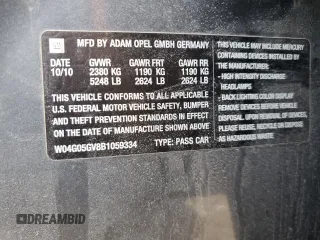 GM
MFD BY ADAM OPEL GMBH GERMANY
DATE GVWR GAWR FRT GAWR RR
10/10 2380 KG 1190 KG 1190 KG
5248 LB 2624 LB 2624 LB
THIS VEHICLE CONFORMS TO ALL APPLICABLE
U.S. FEDERAL MOTOR VEHICLE SAFETY, BUMPER
AND THEFT PREVENTION STANDARDS IN EFFECT
ON THE DATE OF MANUFACTURE SHOWN ABOVE.
W04G05GV8B1059334 TYPE: PASS CAR
THIS VEHICLE MAY INCLUDE MERCURY
CONTAINING DEVICES INSTALLED BY
THE MANUFACTURER:
- HIGH INTENSITY DISCHARGE
HEADLAMPS
- BACK LIGHTING COLOR DISPLAY
REMOVE DEVICES BEFORE VEHICLE
DISPOSAL. UPON REMOVAL OF DEVICES
PLEASE REUSE, RECYCLE OR DISPOSE
AS HAZARDOUS WASTE.
DREAMBID